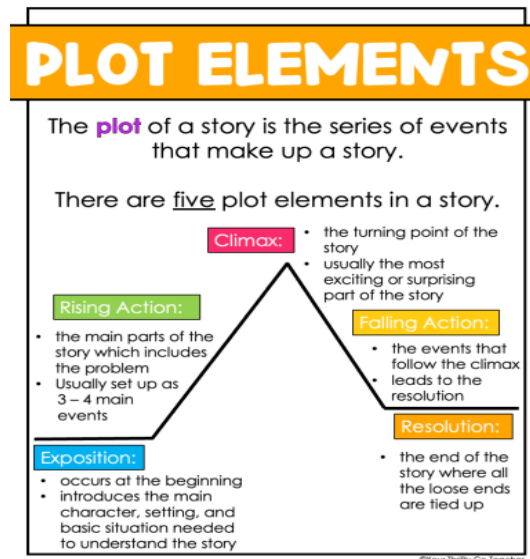 PLOT ELEMENTS
The plot of a story is the series of events
that make up a story.
There are five plot elements in a story.
Climax:
• the turning point of the
story
• usually the most
exciting or surprising
part of the story
Rising Action:
• the main parts of the
story which includes
the problem
• Usually set up as
3 – 4 main
events
Falling Action:
• the events that
follow the climax
• leads to the
resolution
Exposition:
• occurs at the beginning
• introduces the main
character, setting, and
basic situation needed
to understand the story
Resolution:
• the end of the
story where all
the loose ends
are tied up